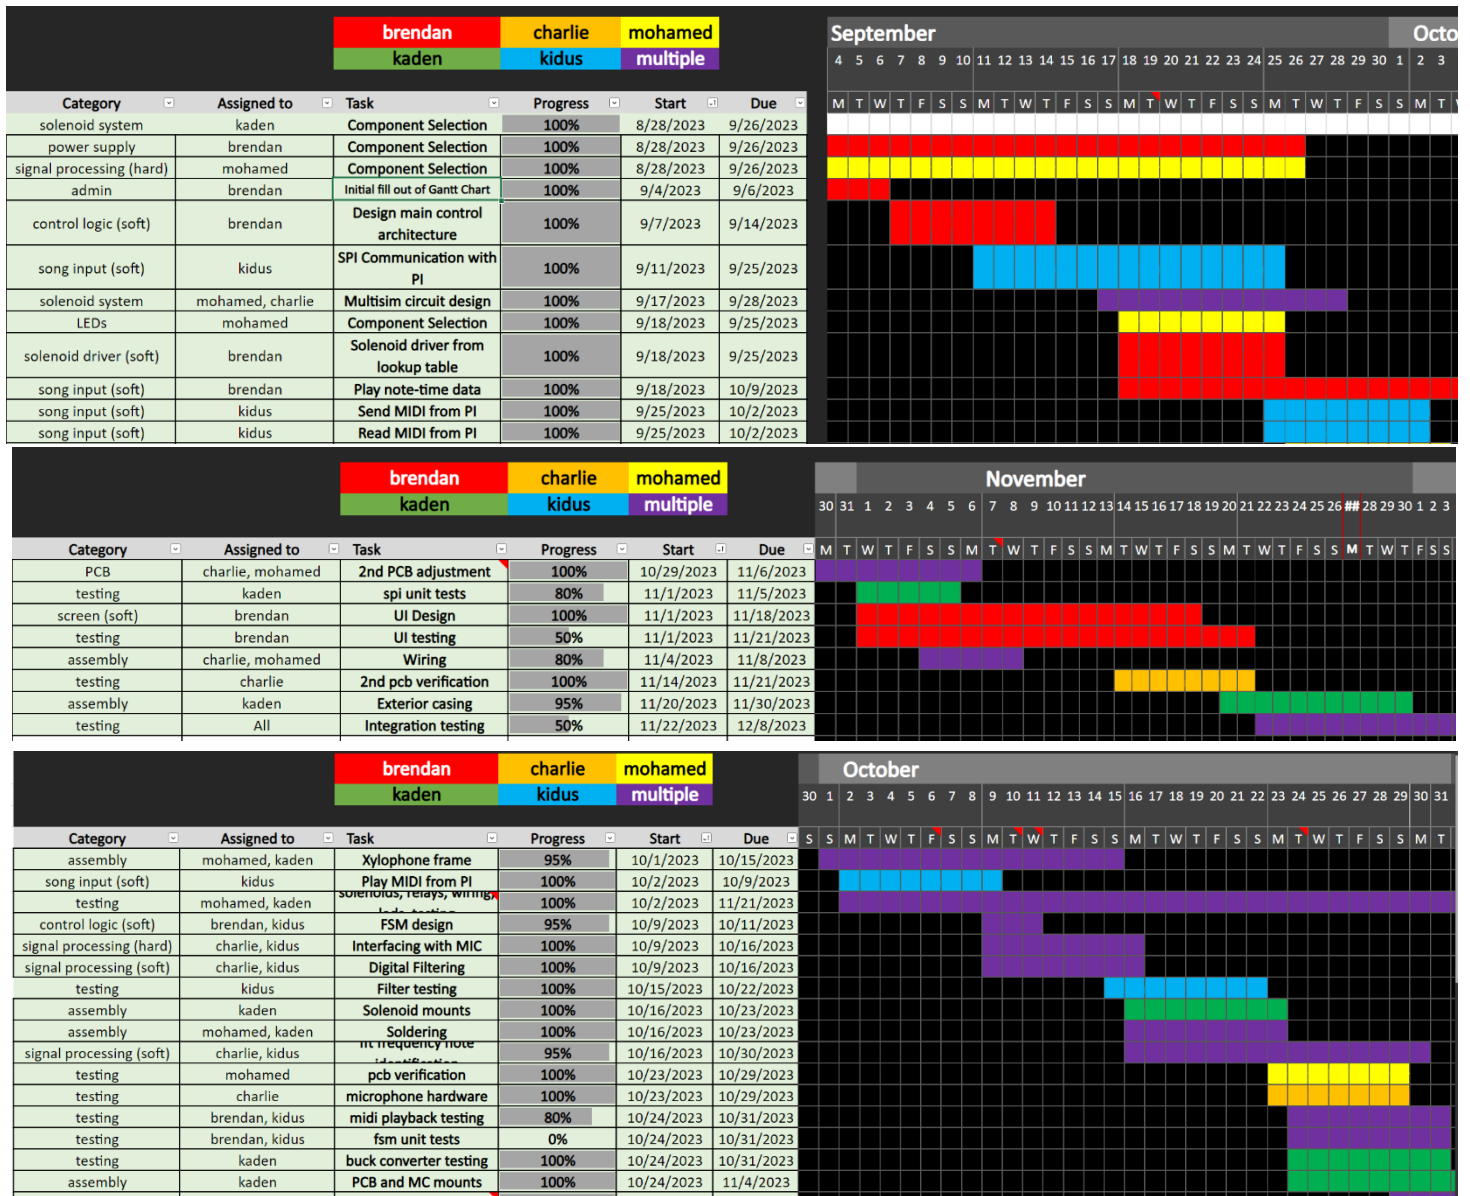 brendan charlie mohamed
kaden kidus multiple
September Octo
4 5 6 7 8 9 10 11 12 13 14 15 16 17 18 19 20 21 22 23 24 25 26 27 28 29 30 1 2 3
Category Assigned to Task Progress Start Due M T W T F S S M T W T F S S M T W T F S S M T W T F S S M T
solenoid system kaden Component Selection 100% 8/28/2023 9/26/2023
power supply brendan Component Selection 100% 8/28/2023 9/26/2023
signal processing (hard) mohamed Component Selection 100% 8/28/2023 9/26/2023
admin brendan Initial fill out of Gantt Chart 100% 9/4/2023 9/6/2023
control logic (soft) brendan Design main control architecture 100% 9/7/2023 9/14/2023
song input (soft) kidus SPI Communication with PI 100% 9/11/2023 9/25/2023
solenoid system mohamed, charlie Multisim circuit design 100% 9/17/2023 9/28/2023
LEDs mohamed Component Selection 100% 9/18/2023 9/25/2023
solenoid driver (soft) brendan Solenoid driver from lookup table 100% 9/18/2023 9/25/2023
song input (soft) brendan Play note-time data 100% 9/18/2023 10/9/2023
song input (soft) kidus Send MIDI from PI 100% 9/25/2023 10/2/2023
song input (soft) kidus Read MIDI from PI 100% 9/25/2023 10/2/2023
brendan charlie mohamed
kaden kidus multiple
November
30 31 1 2 3 4 5 6 7 8 9 10 11 12 13 14 15 16 17 18 19 20 21 22 23 24 25 26 ## 28 29 30 1 2 3
Category Assigned to Task Progress Start Due M T W T F S S M T W T F S S M T W T F S S M T W T F S S M T W T F S S
PCB charlie, mohamed 2nd PCB adjustment 100% 10/29/2023 11/6/2023
testing kaden spi unit tests 80% 11/1/2023 11/5/2023
screen (soft) brendan UI Design 100% 11/1/2023 11/18/2023
testing brendan UI testing 50% 11/1/2023 11/21/2023
assembly charlie, mohamed Wiring 80% 11/4/2023 11/8/2023
testing charlie 2nd pcb verification 100% 11/14/2023 11/21/2023
assembly kaden Exterior casing 95% 11/20/2023 11/30/2023
testing All Integration testing 50% 11/22/2023 12/8/2023
brendan charlie mohamed
kaden kidus multiple
October
30 1 2 3 4 5 6 7 8 9 10 11 12 13 14 15 16 17 18 19 20 21 22 23 24 25 26 27 28 29 30 31
Category Assigned to Task Progress Start Due S S M T W T F S S M T W T F S S M T W T F S S M T W T F S S M T
assembly mohamed, kaden Xylophone frame 95% 10/1/2023 10/15/2023
song input (soft) kidus Play MIDI from PI 100% 10/2/2023 10/9/2023
testing mohamed, kaden solenoids, relays, wiring, 100% 10/2/2023 11/21/2023
control logic (soft) brendan, kidus FSM design 95% 10/9/2023 10/11/2023
signal processing (hard) charlie, kidus Interfacing with MIC 100% 10/9/2023 10/16/2023
signal processing (soft) charlie, kidus Digital Filtering 100% 10/9/2023 10/16/2023
testing kidus Filter testing 100% 10/15/2023 10/22/2023
assembly kaden Solenoid mounts 100% 10/16/2023 10/23/2023
assembly mohamed, kaden Soldering 100% 10/16/2023 10/23/2023
signal processing (soft) charlie, kidus fft frequency note 95% 10/16/2023 10/30/2023
testing mohamed pcb verification 100% 10/23/2023 10/29/2023
testing charlie microphone hardware 100% 10/23/2023 10/29/2023
testing brendan, kidus midi playback testing 80% 10/24/2023 10/31/2023
testing brendan, kidus fsm unit tests 0% 10/24/2023 10/31/2023
testing kaden buck converter testing 100% 10/24/2023 10/31/2023
assembly kaden PCB and MC mounts 100% 10/24/2023 11/4/2023